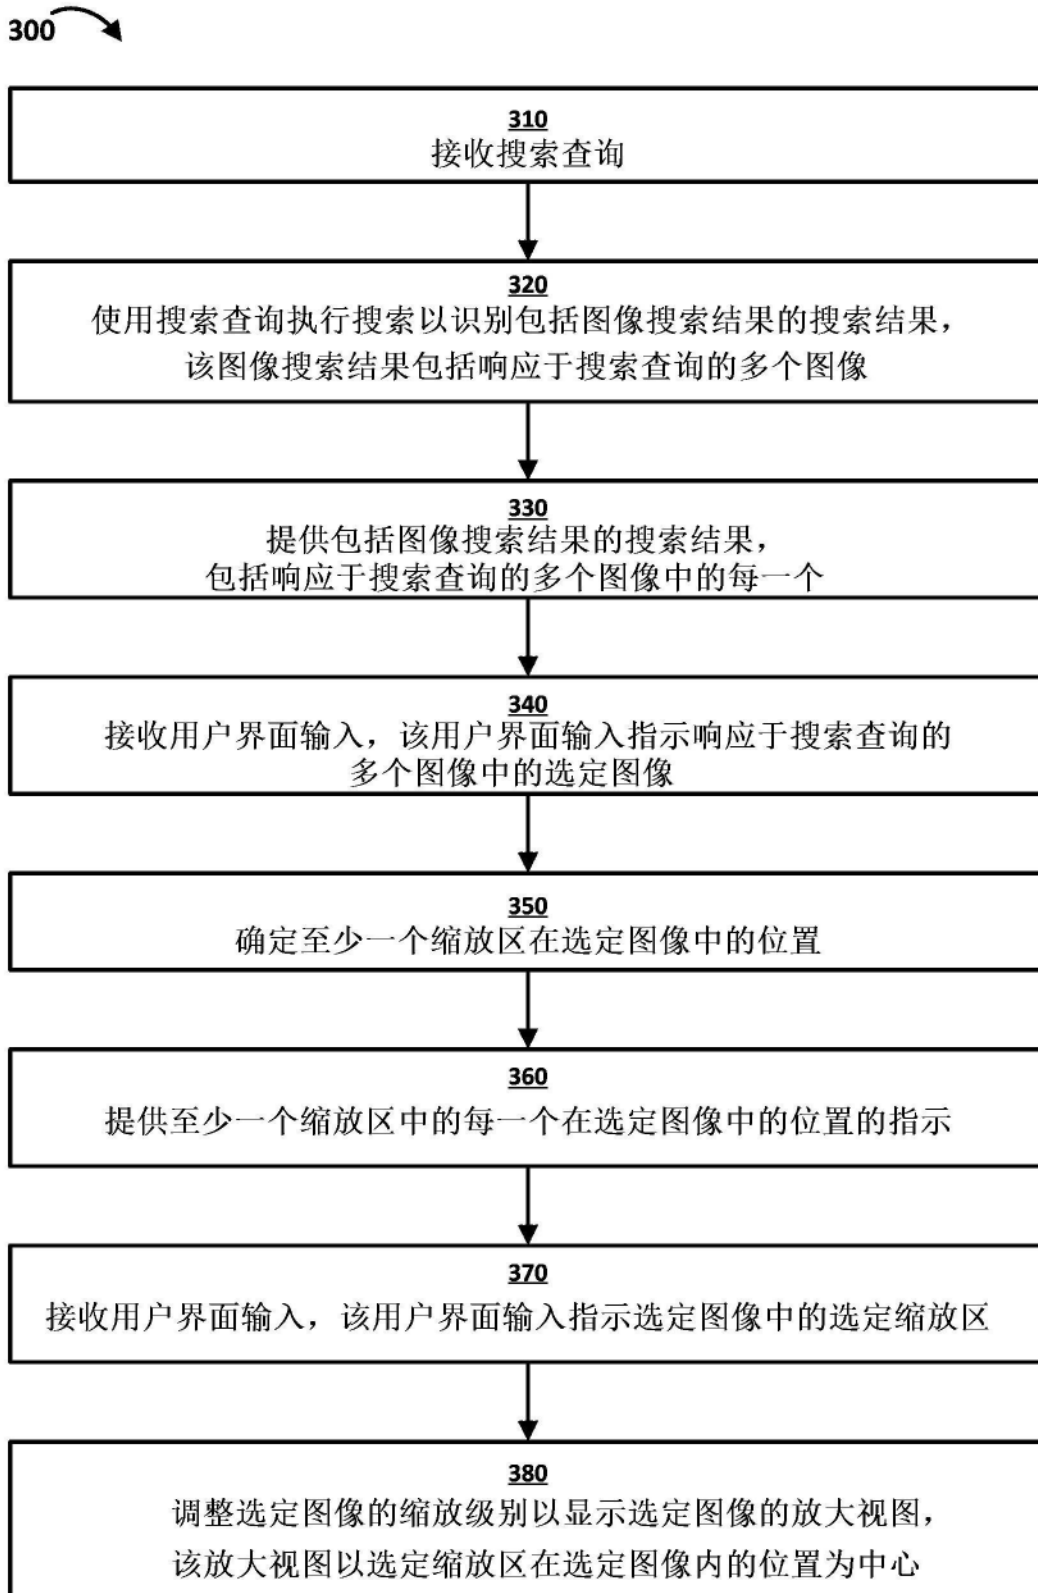 300
310
接收搜索查询
320
使用搜索查询执行搜索以识别包括图像搜索结果的搜索结果，
该图像搜索结果包括响应于搜索查询的多个图像
330
提供包括图像搜索结果的搜索结果，
包括响应于搜索查询的多个图像中的每一个
340
接收用户界面输入，该用户界面输入指示响应于搜索查询的
多个图像中的选定图像
350
确定至少一个缩放区在选定图像中的位置
360
提供至少一个缩放区中的每一个在选定图像中的位置的指示
370
接收用户界面输入，该用户界面输入指示选定图像中的选定缩放区
380
调整选定图像的缩放级别以显示选定图像的放大视图，
该放大视图以选定缩放区在选定图像内的位置为中心